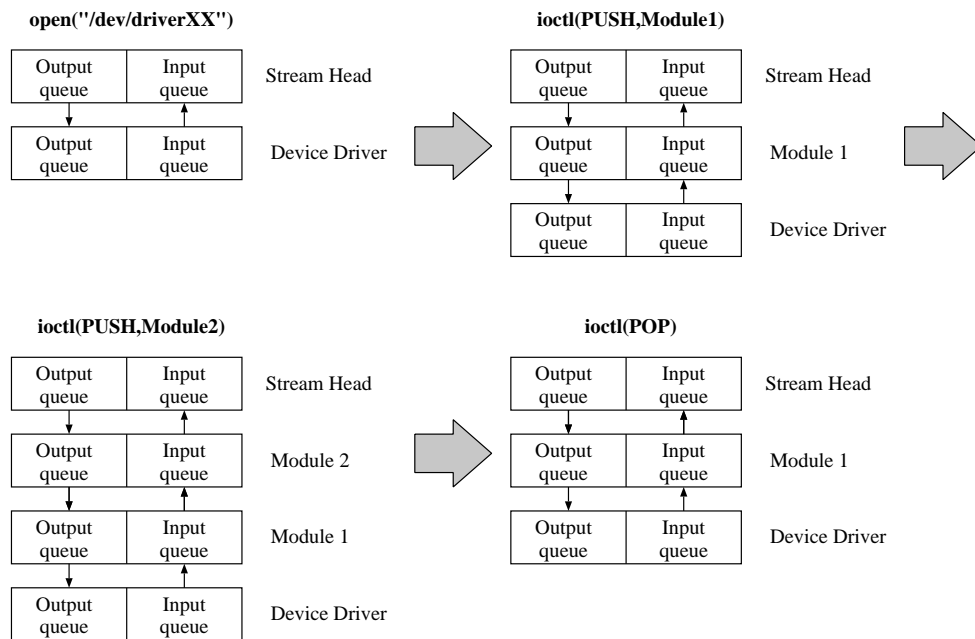 open("/dev/driverXX")
Output queue
Input queue
Stream Head
Output queue
Input queue
Device Driver
ioctl(PUSH,Module1)
Output queue
Input queue
Stream Head
Output queue
Input queue
Module 1
Output queue
Input queue
Device Driver
ioctl(PUSH,Module2)
Output queue
Input queue
Stream Head
Output queue
Input queue
Module 2
Output queue
Input queue
Module 1
Output queue
Input queue
Device Driver
ioctl(POP)
Output queue
Input queue
Stream Head
Output queue
Input queue
Module 1
Output queue
Input queue
Device Driver